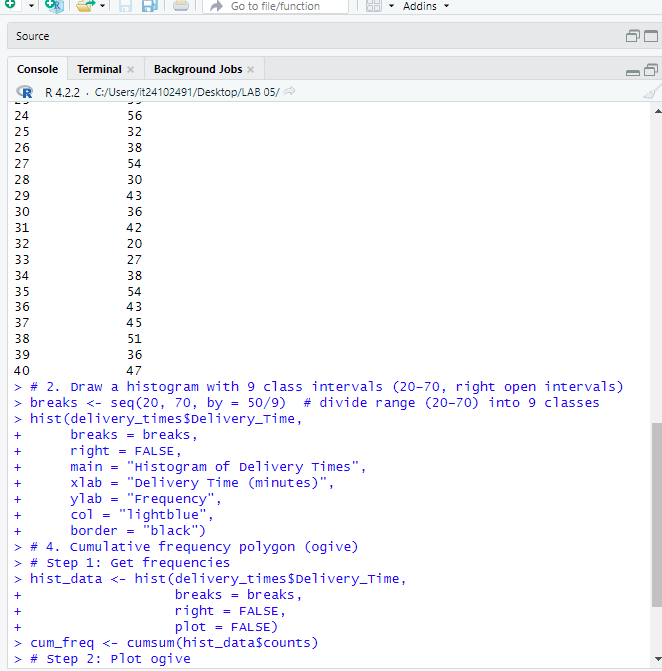 Go to file/function
Addins
Source
Console Terminal Background Jobs
R 4.2.2 · C:/Users/it24102491/Desktop/LAB 05/
24 56
25 32
26 38
27 54
28 30
29 43
30 36
31 42
32 20
33 27
34 38
35 54
36 43
37 45
38 51
39 36
40 47
> # 2. Draw a histogram with 9 class intervals (20-70, right open intervals)
> breaks <- seq(20, 70, by = 50/9)  # divide range (20-70) into 9 classes
> hist(delivery_times$Delivery_Time,
+      breaks = breaks,
+      right = FALSE,
+      main = "Histogram of Delivery Times",
+      xlab = "Delivery Time (minutes)",
+      ylab = "Frequency",
+      col = "lightblue",
+      border = "black")
> # 4. Cumulative frequency polygon (ogive)
> # Step 1: Get frequencies
> hist_data <- hist(delivery_times$Delivery_Time,
+                   breaks = breaks,
+                   right = FALSE,
+                   plot = FALSE)
> cum_freq <- cumsum(hist_data$counts)
> # Step 2: Plot ogive